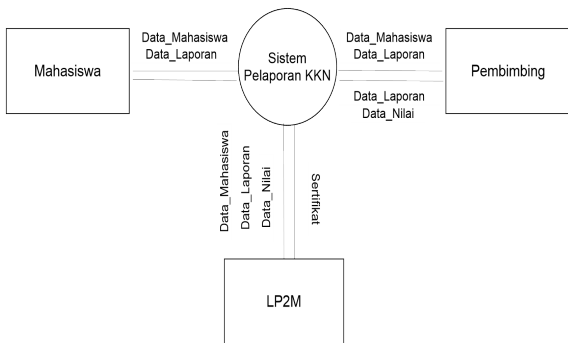 Data_Mahasiswa
Data_Laporan
Mahasiswa
Sistem
Pelaporan KKN
Data_Mahasiswa
Data_Laporan
Pembimbing
Data_Laporan
Data_Nilai
Data_Mahasiswa
Data_Laporan
Data_Nilai
Sertifikat
LP2M